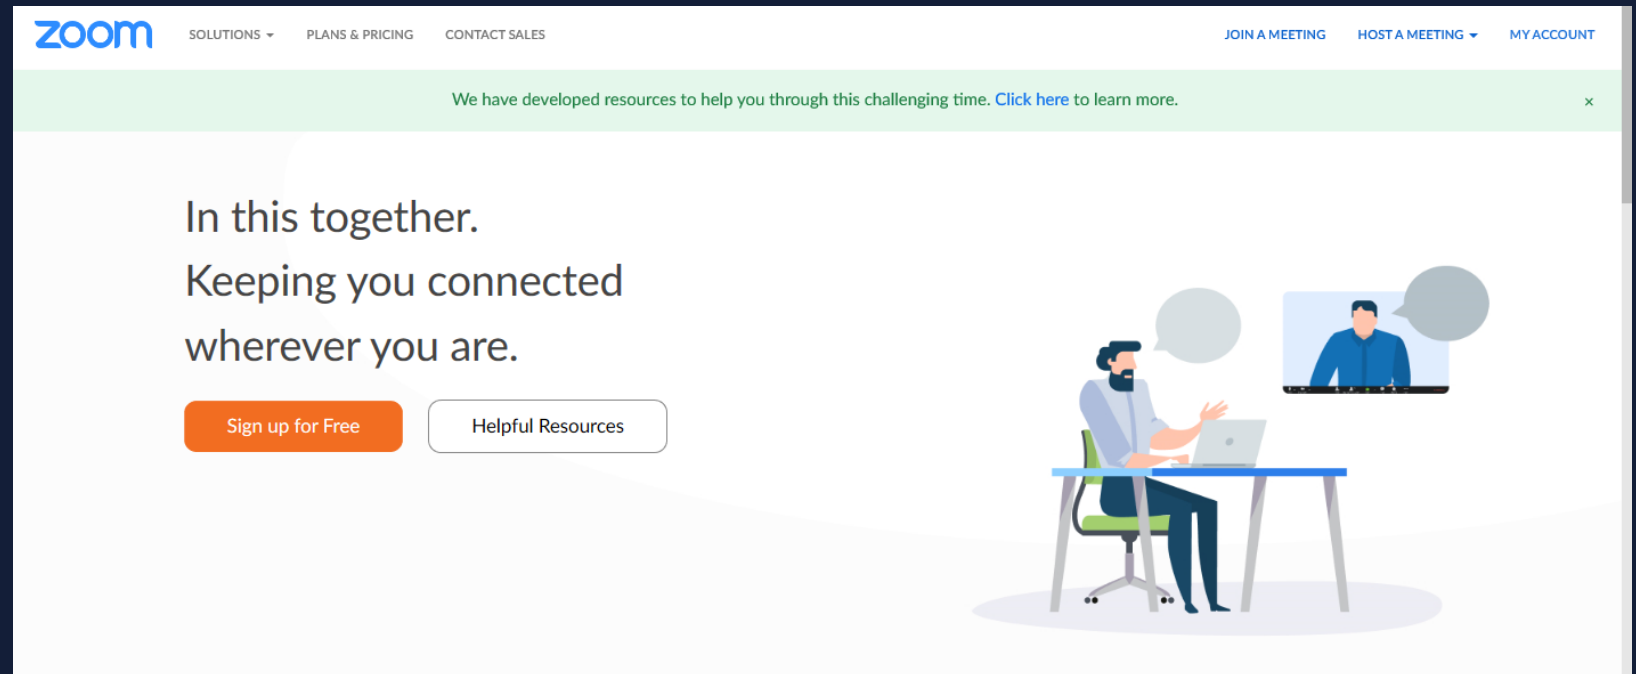 zoom
SOLUTIONS
PLANS & PRICING
CONTACT SALES
JOIN A MEETING
HOST A MEETING
MY ACCOUNT
We have developed resources to help you through this challenging time. Click here to learn more.
×
In this together.
Keeping you connected
wherever you are.
Sign up for Free
Helpful Resources